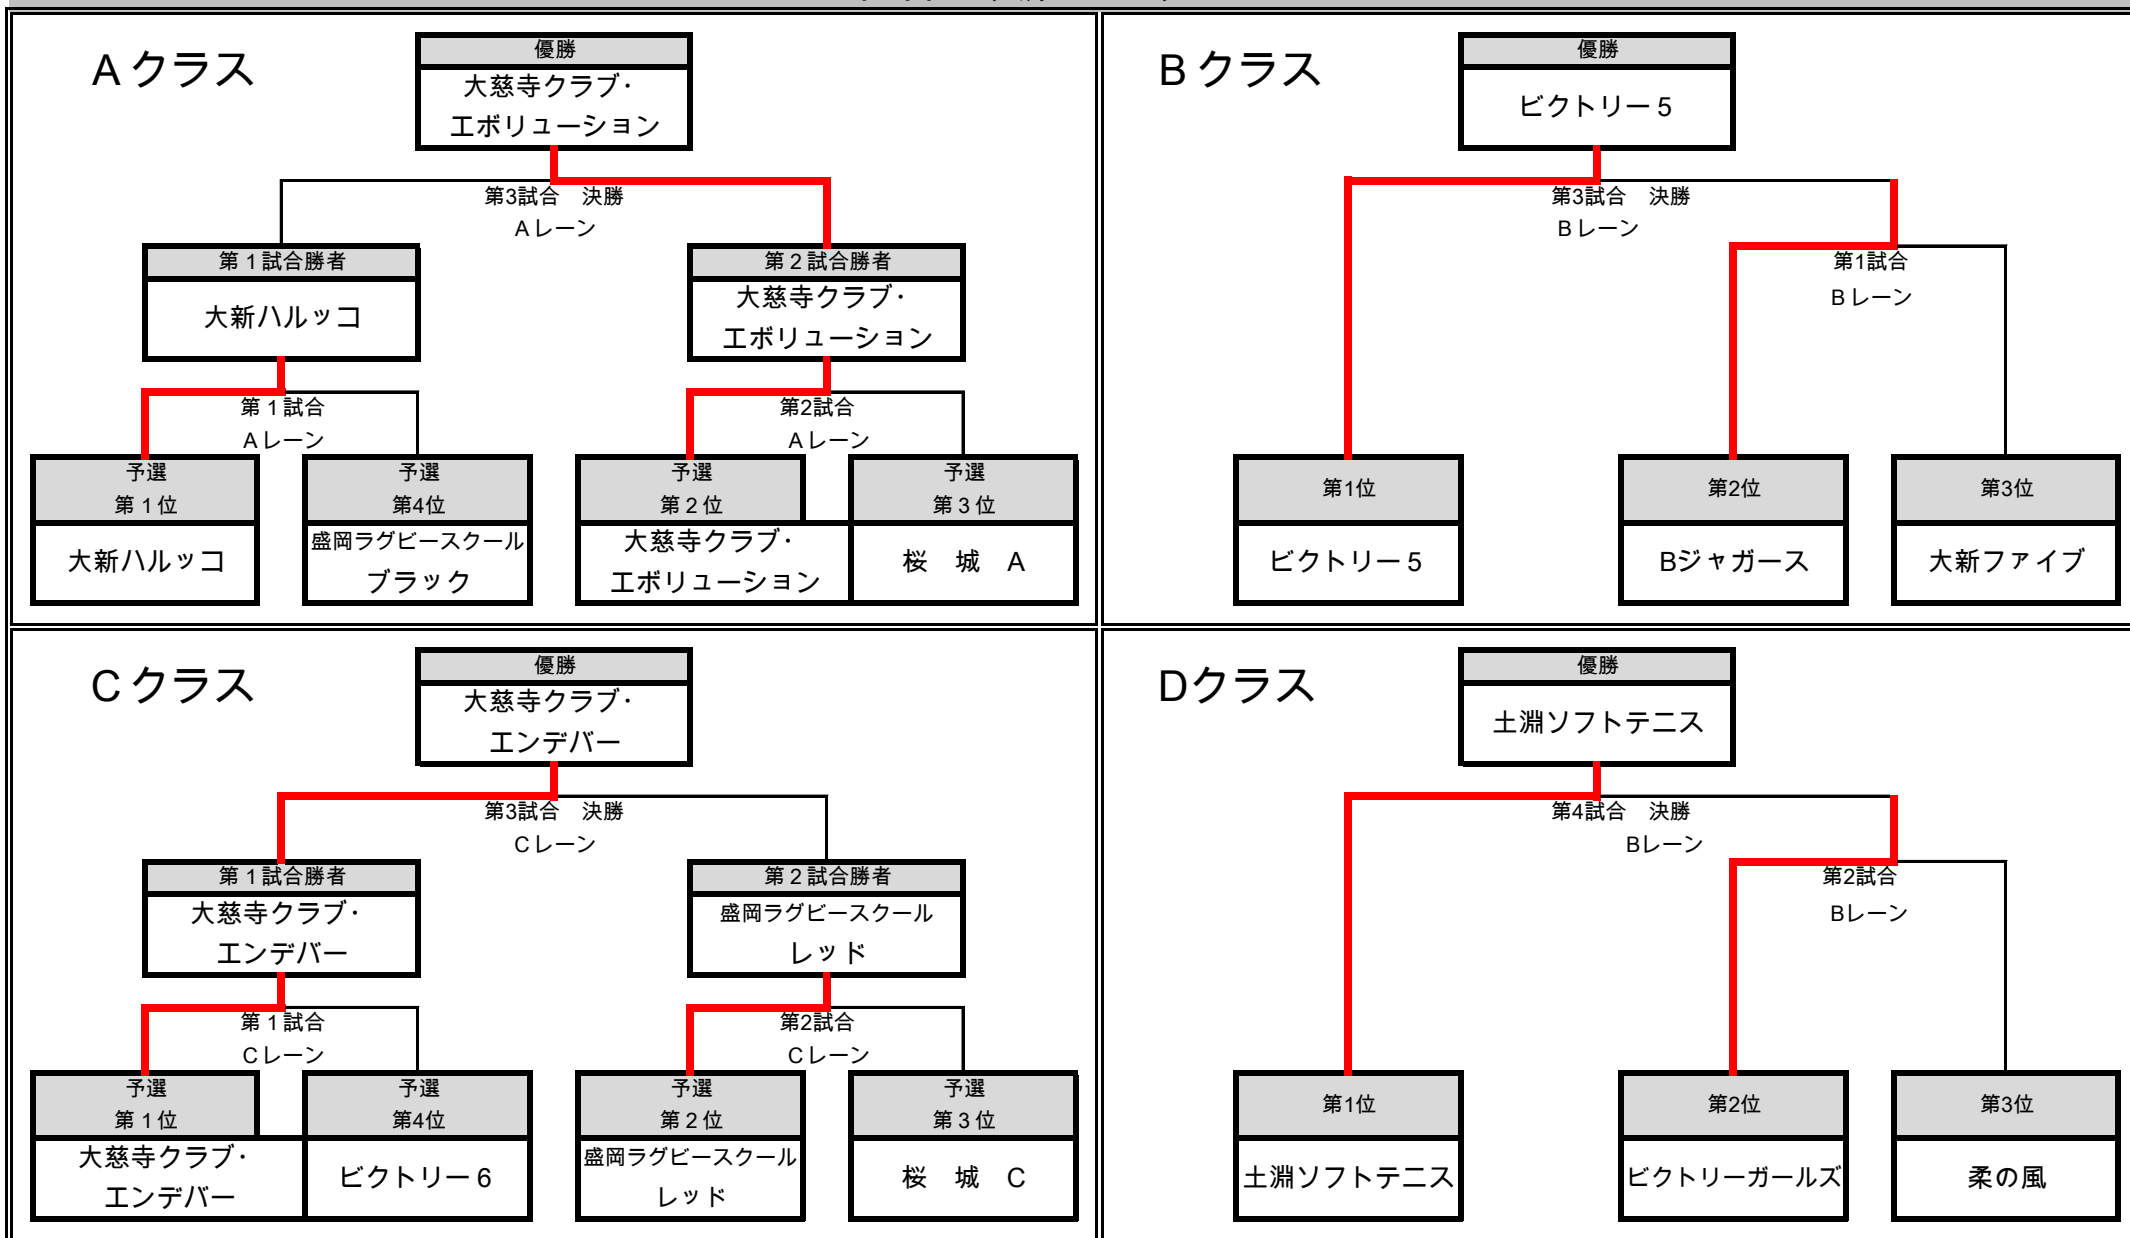 Aクラス
優勝
大慈寺クラブ・
エボリューション
第3試合　決勝
Aレーン
第1試合勝者
大新ハルッコ
第2試合勝者
大慈寺クラブ・
エボリューション
第1試合
Aレーン
第2試合
Aレーン
予選
第1位
大新ハルッコ
予選
第4位
盛岡ラグビースクール
ブラック
予選
第2位
大慈寺クラブ・
エボリューション
予選
第3位
桜　城　A
Bクラス
優勝
ビクトリー5
第3試合　決勝
Bレーン
第1試合
Bレーン
第1位
ビクトリー5
第2位
Bジャガース
第3位
大新ファイブ
Cクラス
優勝
大慈寺クラブ・
エンデバー
第3試合　決勝
Cレーン
第1試合勝者
大慈寺クラブ・
エンデバー
第2試合勝者
盛岡ラグビースクール
レッド
第1試合
Cレーン
第2試合
Cレーン
予選
第1位
大慈寺クラブ・
エンデバー
予選
第4位
ビクトリー6
予選
第2位
盛岡ラグビースクール
レッド
予選
第3位
桜　城　C
Dクラス
優勝
土淵ソフトテニス
第4試合　決勝
Bレーン
第2試合
Bレーン
第1位
土淵ソフトテニス
第2位
ビクトリーガールズ
第3位
柔の風